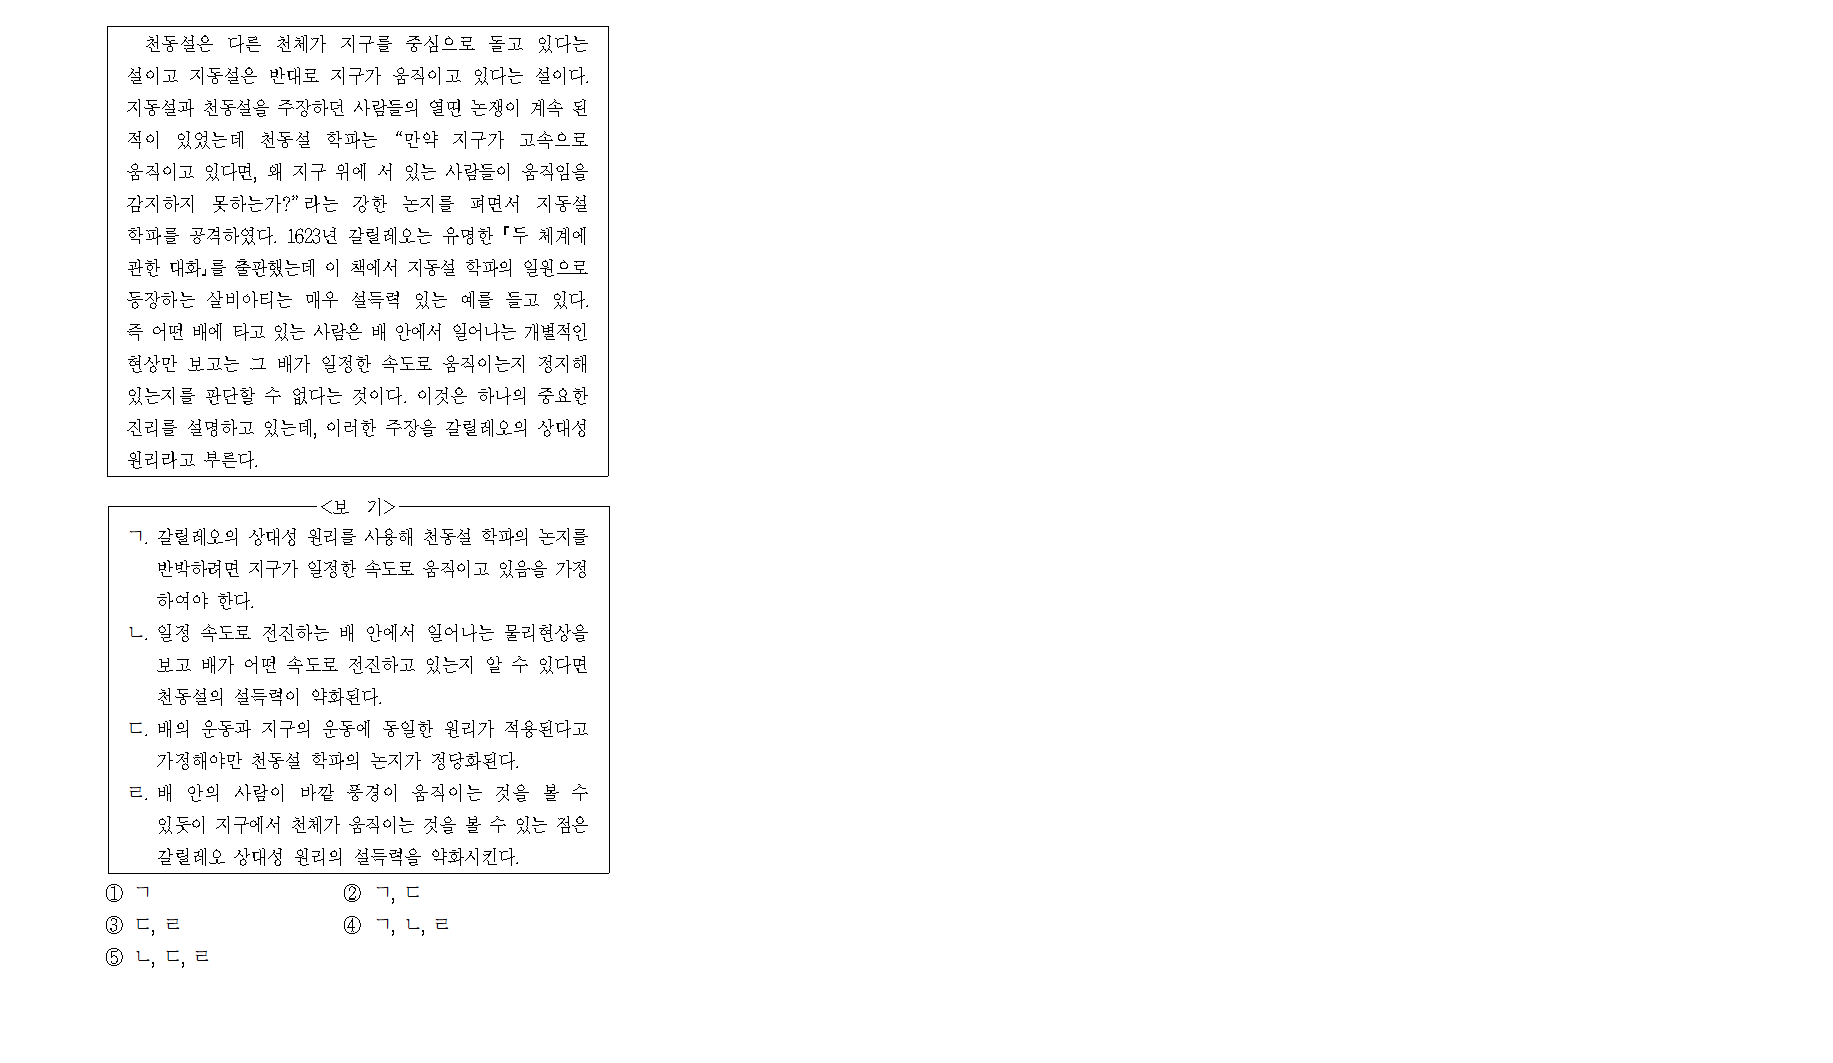 천동설은 다른 천체가 지구를 중심으로 돌고 있다는
설이고 지동설은 반대로 지구가 움직이고 있다는 설이다.
지동설과 천동설을 주장하던 사람들의 열띤 논쟁이 계속 된
적이 있었는데 천동설 학파는 “만약 지구가 고속으로
움직이고 있다면, 왜 지구 위에 서 있는 사람들이 움직임을
감지하지 못하는가?”라는 강한 논지를 펴면서 지동설
학파를 공격하였다. 1623년 갈릴레오는 유명한 『두 체계에
관한 대화』를 출판했는데 이 책에서 지동설 학파의 일원으로
등장하는 살비아티는 매우 설득력 있는 예를 들고 있다.
즉 어떤 배에 타고 있는 사람은 배 안에서 일어나는 개별적인
현상만 보고는 그 배가 일정한 속도로 움직이는지 정지해
있는지를 판단할 수 없다는 것이다. 이것은 하나의 중요한
진리를 설명하고 있는데, 이러한 주장을 갈릴레오의 상대성
원리라고 부른다.
<보 기>
ㄱ. 갈릴레오의 상대성 원리를 사용해 천동설 학파의 논지를
반박하려면 지구가 일정한 속도로 움직이고 있음을 가정
하여야 한다.
ㄴ. 일정 속도로 전진하는 배 안에서 일어나는 물리현상을
보고 배가 어떤 속도로 전진하고 있는지 알 수 있다면
천동설의 설득력이 약화된다.
ㄷ. 배의 운동과 지구의 운동에 동일한 원리가 적용된다고
가정해야만 천동설 학파의 논지가 정당화된다.
ㄹ. 배 안의 사람이 바깥 풍경이 움직이는 것을 볼 수
있듯이 지구에서 천체가 움직이는 것을 볼 수 있는 점은
갈릴레오 상대성 원리의 설득력을 약화시킨다.
① ㄱ ② ㄱ, ㄷ
③ ㄷ, ㄹ ④ ㄱ, ㄴ, ㄹ
⑤ ㄴ, ㄷ, ㄹ